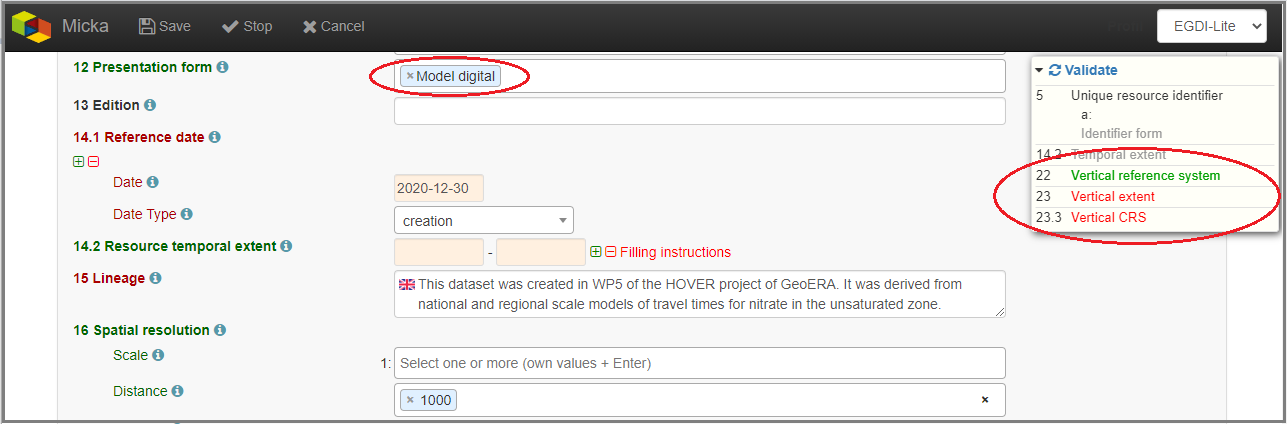 Micka Save Stop Cancel EGDI-Lite
12 Presentation form × Model digital
13 Edition
14.1 Reference date
Date 2020-12-30
Date Type creation
14.2 Resource temporal extent - Filling instructions
15 Lineage This dataset was created in WP5 of the HOVER project of GeoERA. It was derived from
national and regional scale models of travel times for nitrate in the unsaturated zone.
16 Spatial resolution
Scale 1: Select one or more (own values + Enter)
Distance × 1000 ×
Validate
5 Unique resource identifier
a:
Identifier form
14.2 Temporal extent
22 Vertical reference system
23 Vertical extent
23.3 Vertical CRS